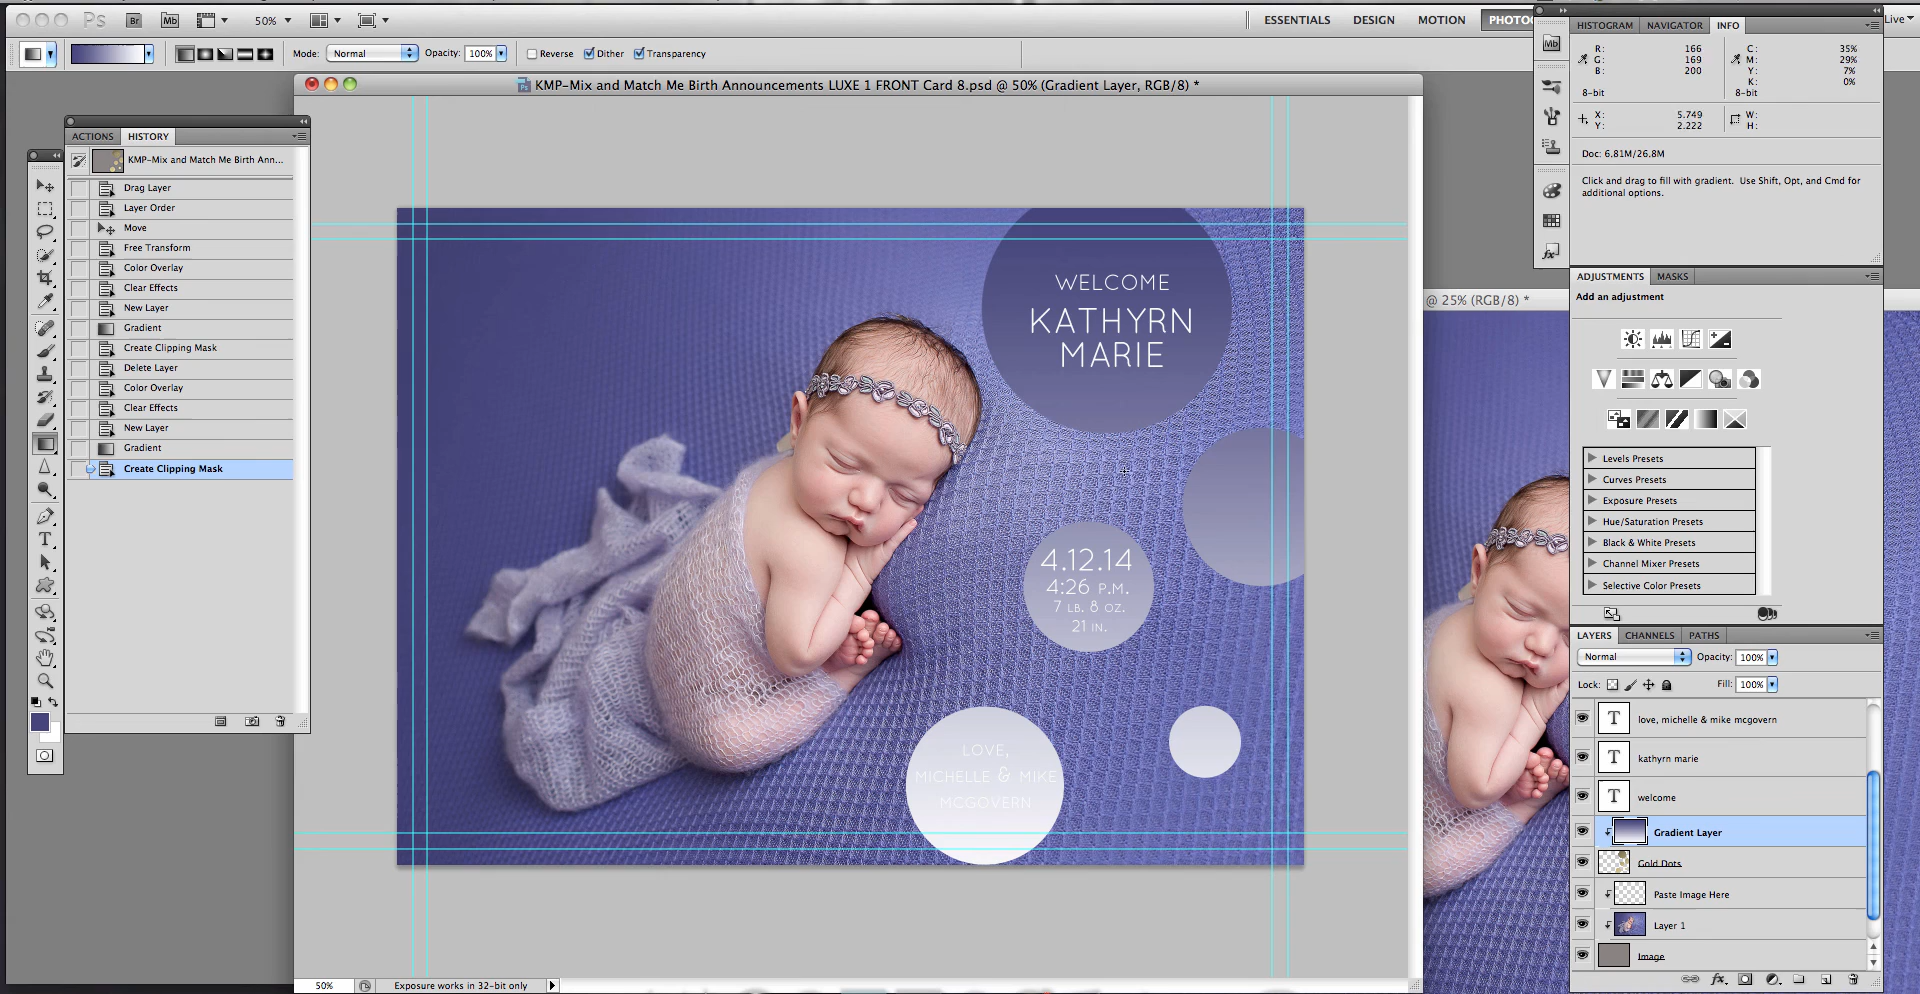 Ps
Br
Mb
50%
ESSENTIALS
DESIGN
MOTION
Live
Mode:
Normal
Opacity: 100%
Reverse
Dither
Transparency
KMP-Mix and Match Me Birth Announcements LUXE 1 FRONT Card 8.psd @ 50% (Gradient Layer, RGB/8) *
ACTIONS
HISTORY
KMP-Mix and Match Me Birth Ann...
Drag Layer
Layer Order
Move
Free Transform
Color Overlay
Clear Effects
New Layer
Gradient
Create Clipping Mask
Delete Layer
Color Overlay
Clear Effects
New Layer
Gradient
Create Clipping Mask
WELCOME
KATHYRN
MARIE
4.12.14
4:26 P.M.
7 LB. 8 OZ.
21 IN.
LOVE,
MICHELLE & MIKE
MCGOVERN
50%
Exposure works in 32-bit only
@ 25% (RGB/8) *
HISTOGRAM
NAVIGATOR
INFO
Mb
R: 166
G: 169
B: 200
8-bit
C: 35%
M: 29%
Y: 7%
K: 0%
8-bit
X: 5.749
Y: 2.222
W:
H:
Doc: 6.81M/26.8M
Click and drag to fill with gradient. Use Shift, Opt, and Cmd for
additional options.
ADJUSTMENTS
MASKS
Add an adjustment
Levels Presets
Curves Presets
Exposure Presets
Hue/Saturation Presets
Black & White Presets
Channel Mixer Presets
Selective Color Presets
LAYERS
CHANNELS
PATHS
Normal
Opacity: 100%
Lock:
Fill: 100%
T love, michelle & mike mcgovern
T kathyrn marie
T welcome
Gradient Layer
Gold Dots
Paste Image Here
Layer 1
Image
fx